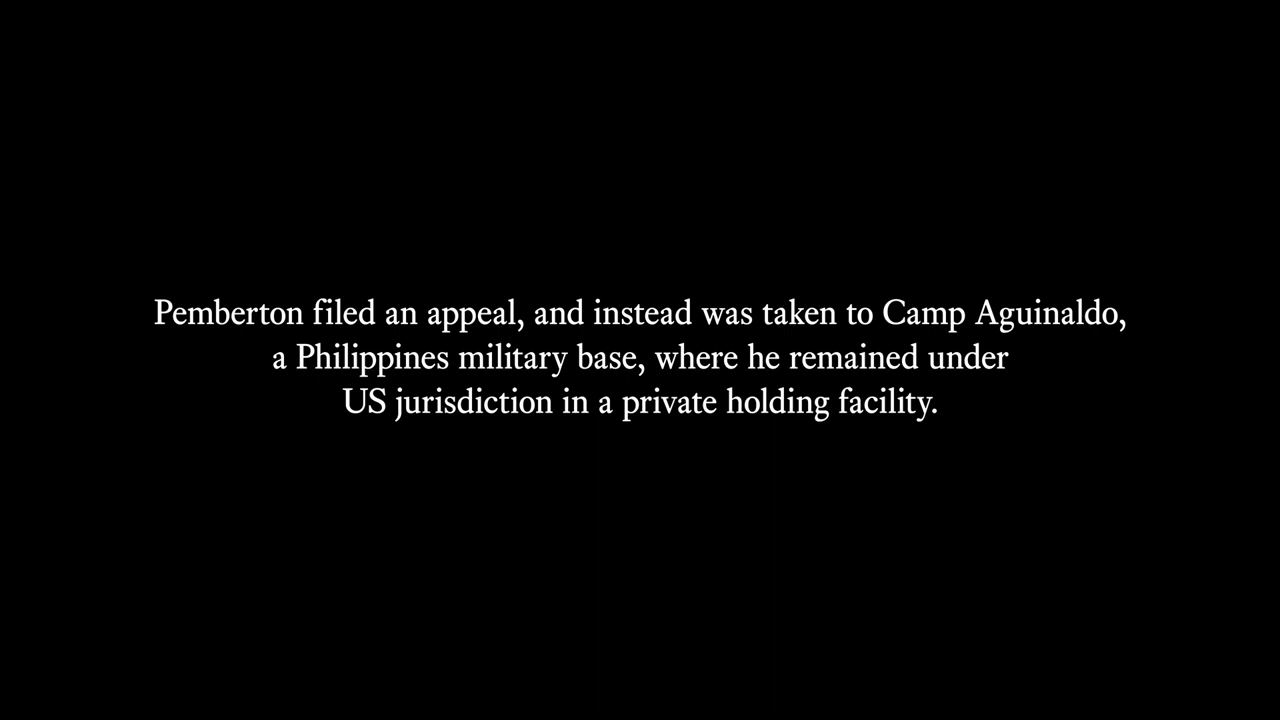 Pemberton filed an appeal, and instead was taken to Camp Aguinaldo,
a Philippines military base, where he remained under
US jurisdiction in a private holding facility.